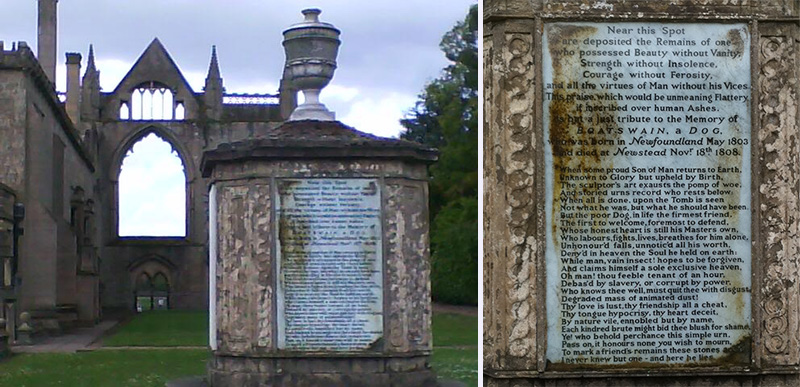 Near this Spot
are deposited the Remains of one
who possessed Beauty without Vanity,
Strength without Insolence,
Courage without Ferosity,
and all the virtues of Man without his Vices.
This praise, which would be unmeaning Flattery
if inscribed over human Ashes,
is but a just tribute to the Memory of
BOATSWAIN, a DOG,
who was Born in Newfoundland May 1803
and died at Newstead Novr. 18th 1808.
When some proud Son of Man returns to Earth,
Unknown to Glory but upheld by Birth,
The sculptor's art exausts the pomp of woe,
And storied urns record who rests below.
When all is done, upon the Tomb is seen
Not what he was, but what he should have been.
But the poor Dog, in life the firmest friend,
The first to welcome, foremost to defend,
Whose honest heart is still his Masters own,
Who labours, fights, lives, breathes for him alone,
Unhonour'd falls, unnotic'd all his worth,
Deny'd in heaven the Soul he held on earth:
While man, vain insect! hopes to be forgiven,
And claims himself a sole exclusive heaven.
Oh man! thou feeble tenant of an hour,
Debas'd by slavery, or corrupt by power,
Who knows thee well, must quit thee with disgust,
Degraded mass of animated dust!
Thy love is lust, thy friendship all a cheat,
Thy tongue hypocrisy, thy heart deceit,
By nature vile, ennobled but by name,
Each kindred brute might bid thee blush for shame.
Ye! who behold perchance this simple urn,
Pass on, it honours none you wish to mourn,
To mark a friend's remains these stones arise,
I never knew but one - and here he lies.